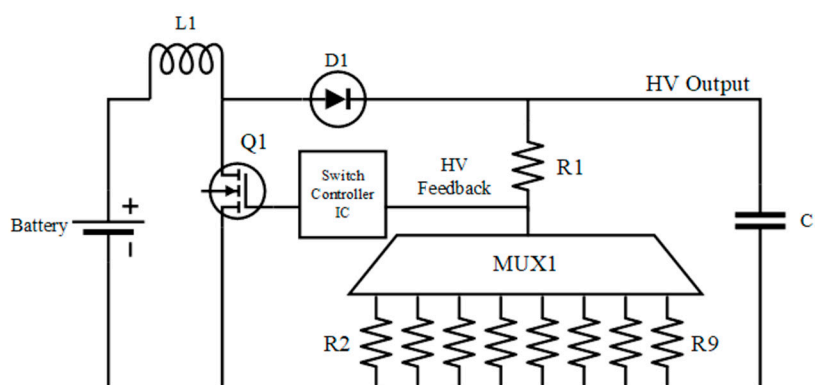 L1
D1
HV Output
Q1
Switch
Controller
IC
HV
Feedback
R1
+
Battery
-
C
MUX1
R2
R9